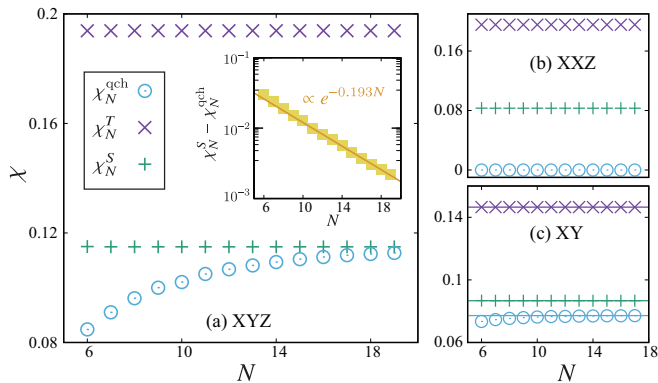 0.2
0.16
0.12
0.08
χ
6
10
14
18
N
(a) XYZ
χ_N^qch
χ_N^T
χ_N^S
10^−1
10^−2
10^−3
χ_N^S − χ_N^qch
∝ e^−0.193N
6
10
14
18
N
0.16
0.08
0
(b) XXZ
0.14
0.1
0.06
(c) XY
6
10
14
18
N